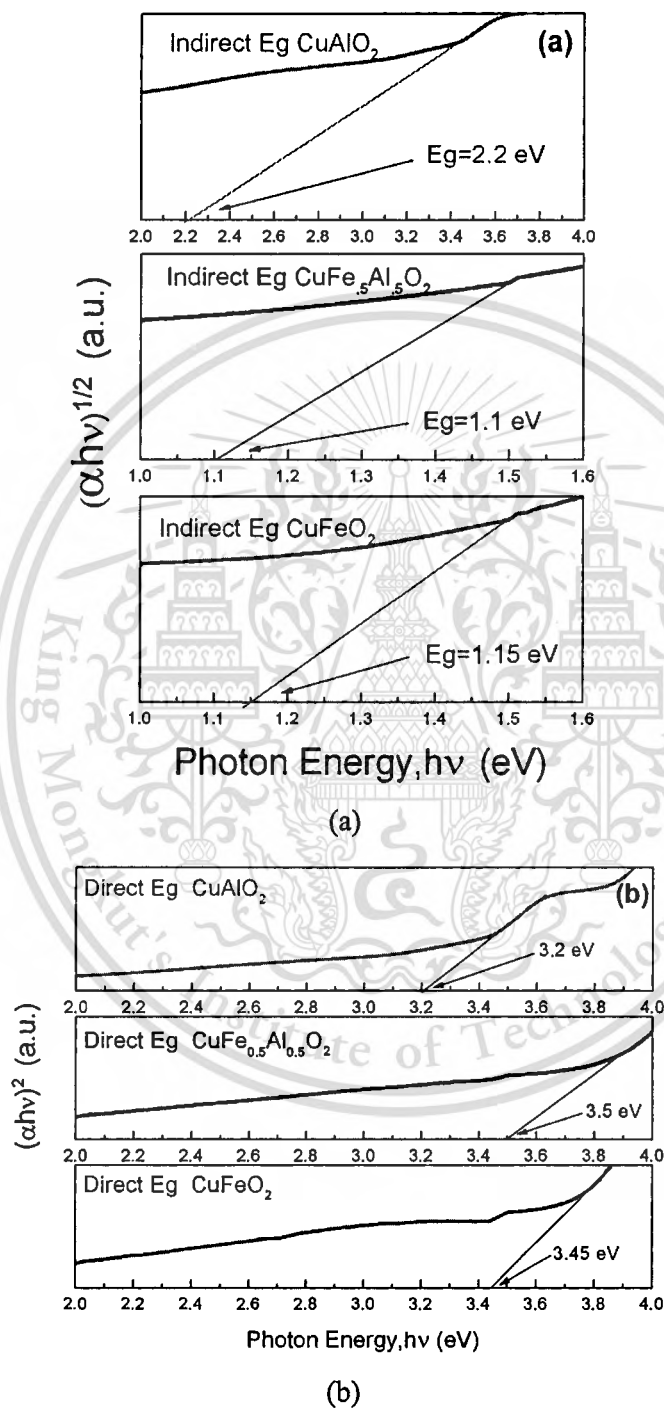 (a)
Indirect Eg CuAlO₂
Eg=2.2 eV
2.0 2.2 2.4 2.6 2.8 3.0 3.2 3.4 3.6 3.8 4.0
Indirect Eg CuFe.₅Al.₅O₂
Eg=1.1 eV
1.0 1.1 1.2 1.3 1.4 1.5 1.6
Indirect Eg CuFeO₂
Eg=1.15 eV
1.0 1.1 1.2 1.3 1.4 1.5 1.6
(αhν)^1/2 (a.u.)
Photon Energy,hν (eV)
(a)
(b)
Direct Eg CuAlO₂
3.2 eV
2.0 2.2 2.4 2.6 2.8 3.0 3.2 3.4 3.6 3.8 4.0
Direct Eg CuFe₀.₅Al₀.₅O₂
3.5 eV
2.0 2.2 2.4 2.6 2.8 3.0 3.2 3.4 3.6 3.8 4.0
Direct Eg CuFeO₂
3.45 eV
2.0 2.2 2.4 2.6 2.8 3.0 3.2 3.4 3.6 3.8 4.0
(αhν)² (a.u.)
Photon Energy,hν (eV)
(b)
King Mongkut's Institute of Technology